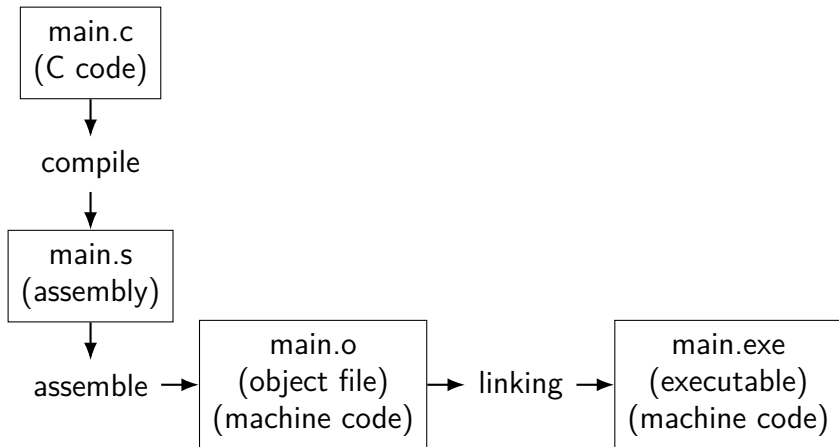 main.c
(C code)
compile
main.s
(assembly)
assemble
main.o
(object file)
(machine code)
linking
main.exe
(executable)
(machine code)